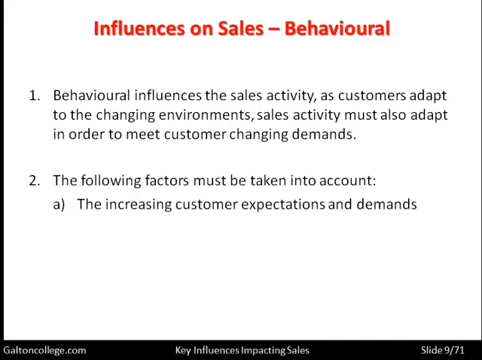 Influences on Sales – Behavioural
1. Behavioural influences the sales activity, as customers adapt
to the changing environments, sales activity must also adapt
in order to meet customer changing demands.
2. The following factors must be taken into account:
a) The increasing customer expectations and demands
Galtoncollege.com Key Influences Impacting Sales Slide 9/71